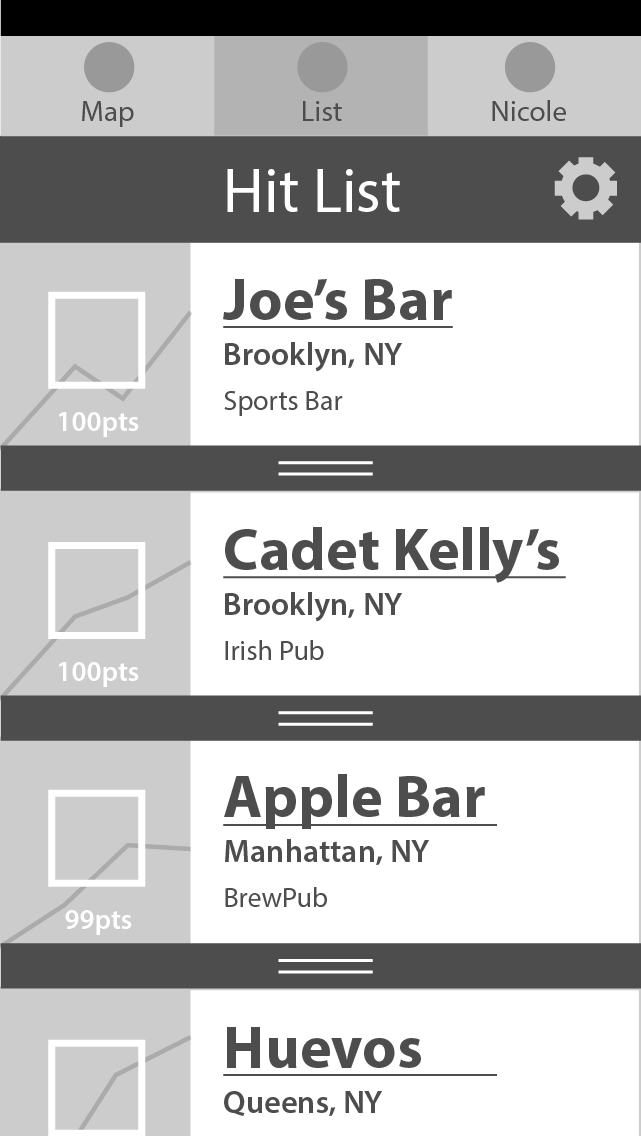 Map
List
Nicole
Hit List
Joe’s Bar
Brooklyn, NY
Sports Bar
100pts
Cadet Kelly’s
Brooklyn, NY
Irish Pub
100pts
Apple Bar
Manhattan, NY
BrewPub
99pts
Huevos
Queens, NY